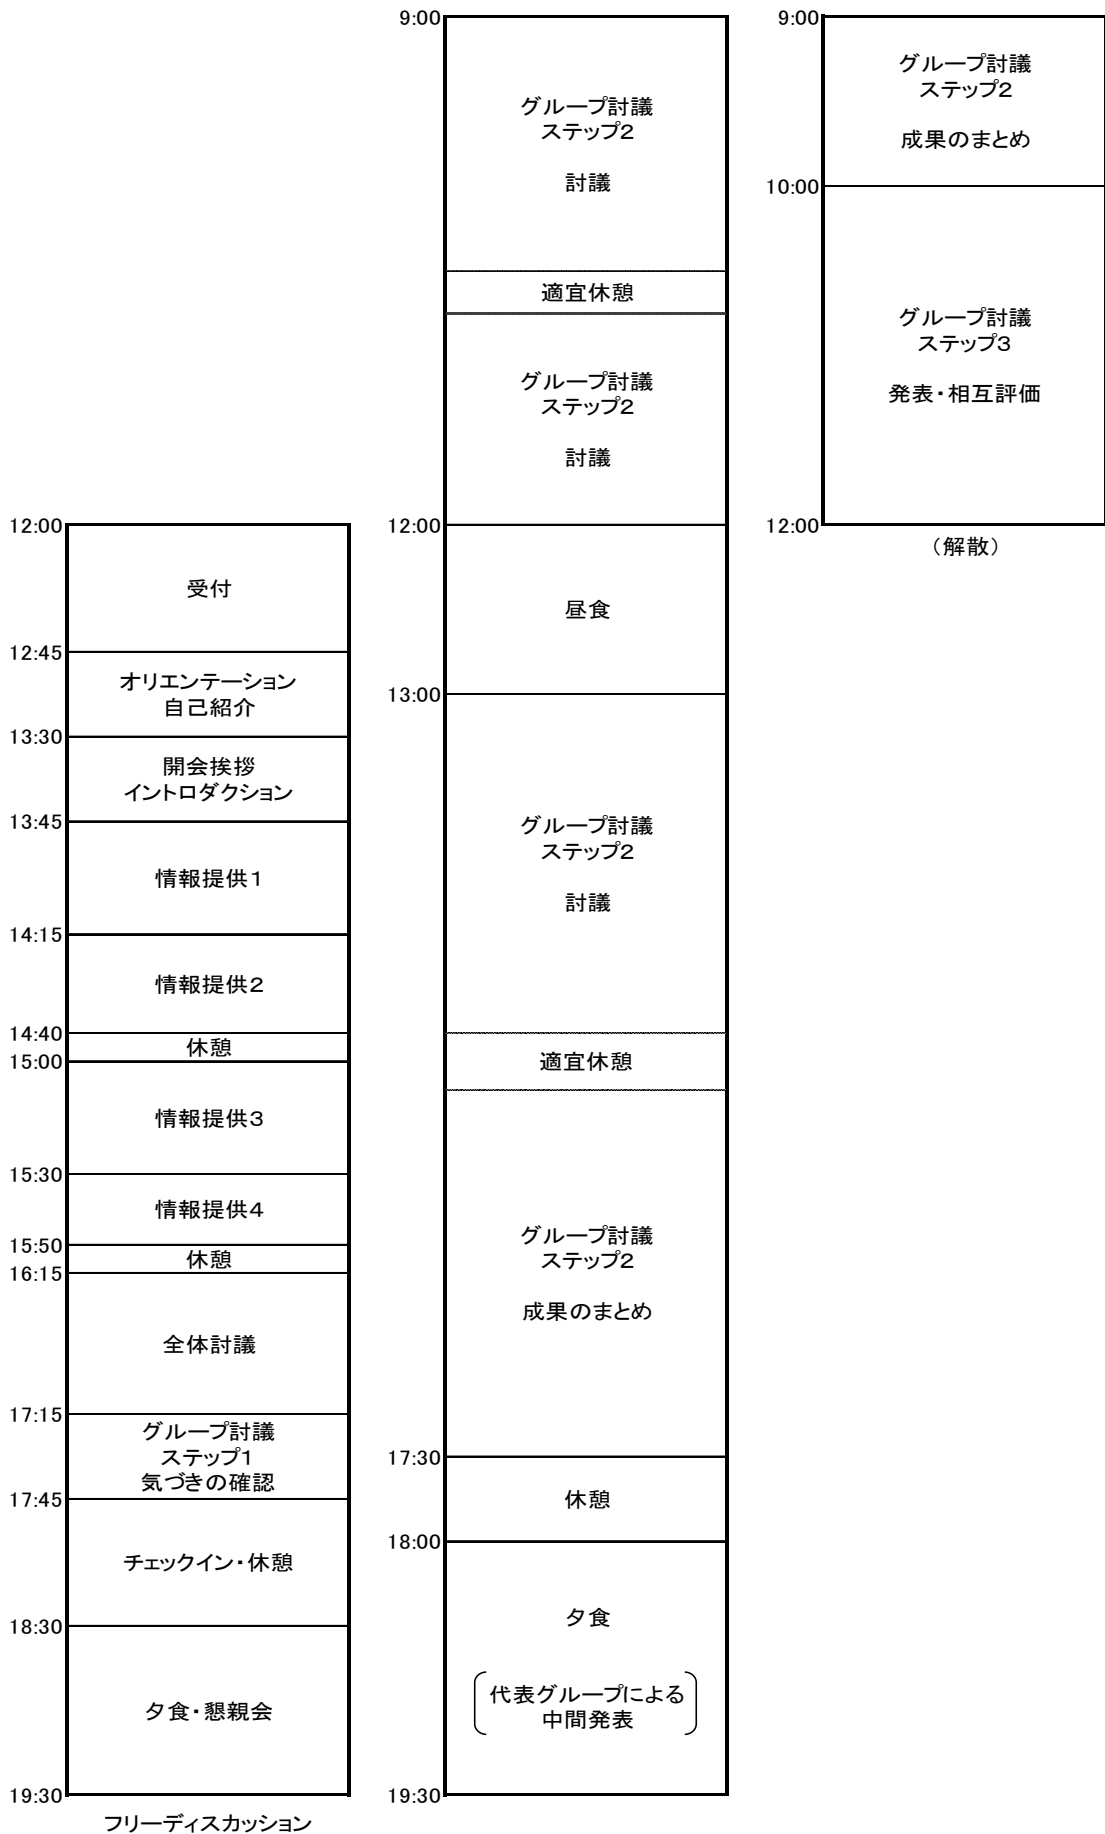 12:00
受付
12:45
オリエンテーション
自己紹介
13:30
開会挨拶
イントロダクション
13:45
情報提供1
14:15
情報提供2
14:40
休憩
15:00
情報提供3
15:30
情報提供4
15:50
休憩
16:15
全体討議
17:15
グループ討議
ステップ1
気づきの確認
17:45
チェックイン・休憩
18:30
夕食・懇親会
19:30
フリーディスカッション
9:00
グループ討議
ステップ2
討議
適宜休憩
グループ討議
ステップ2
討議
12:00
昼食
13:00
グループ討議
ステップ2
討議
適宜休憩
グループ討議
ステップ2
成果のまとめ
17:30
休憩
18:00
夕食
代表グループによる
中間発表
19:30
9:00
グループ討議
ステップ2
成果のまとめ
10:00
グループ討議
ステップ3
発表・相互評価
12:00
（解散）